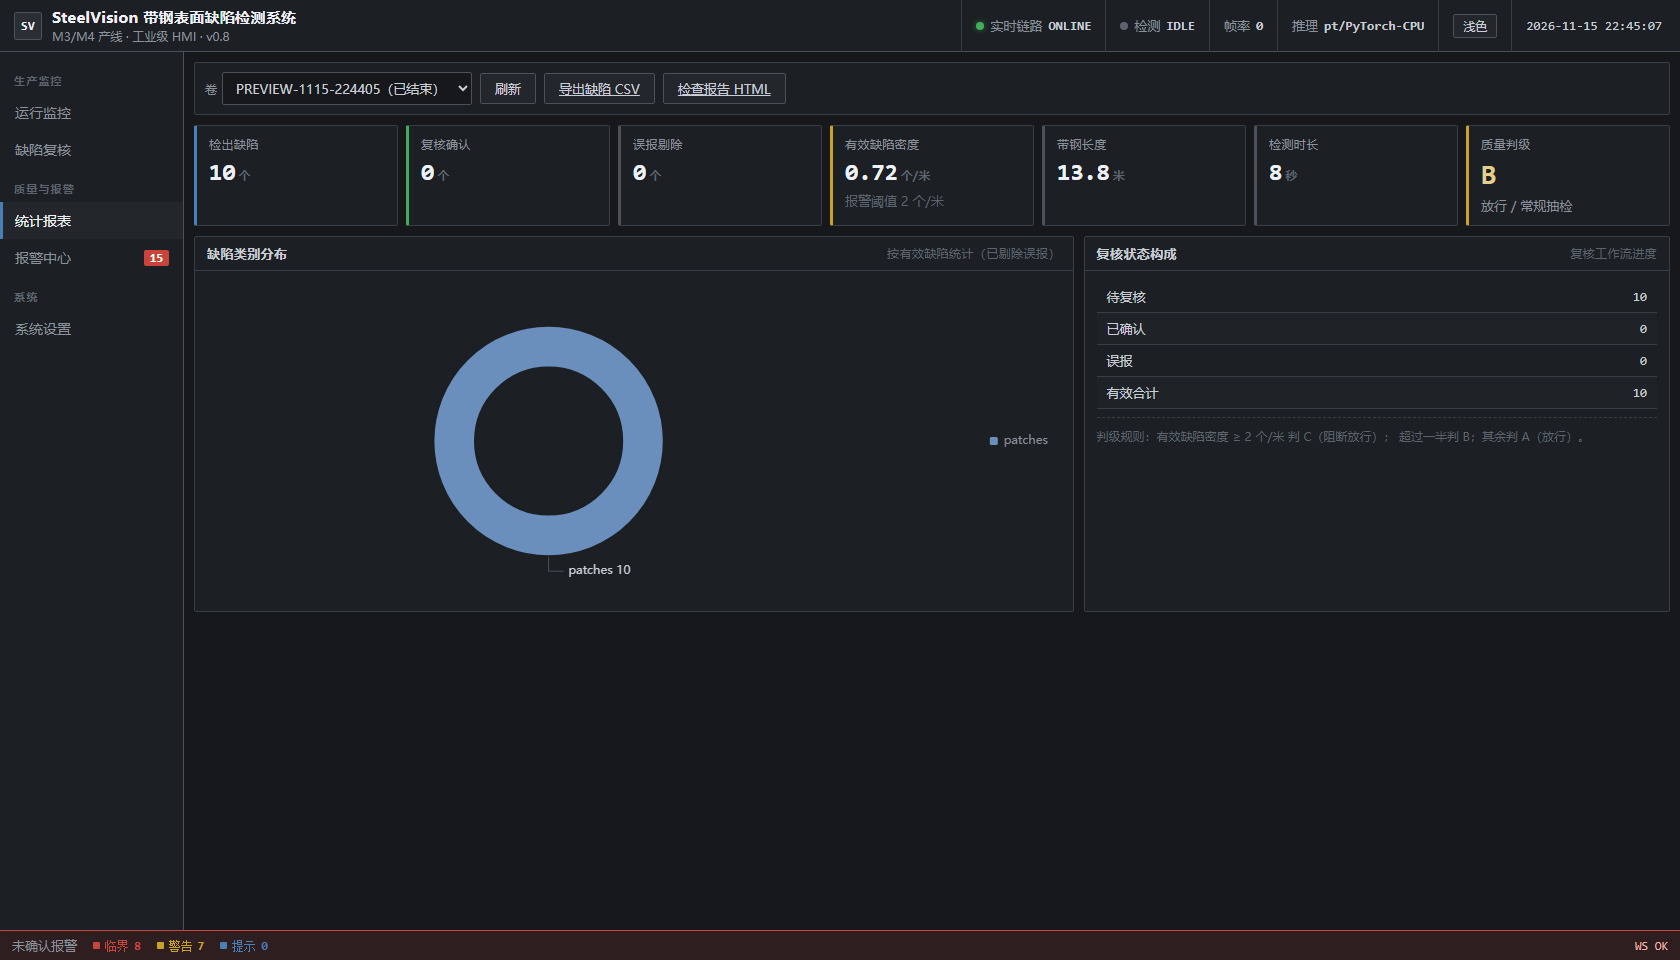 SV
SteelVision 带钢表面缺陷检测系统
M3/M4 产线 · 工业级 HMI · v0.8
实时链路 ONLINE
检测 IDLE
帧率 0
推理 pt/PyTorch-CPU
浅色
2026-11-15 22:45:07
生产监控
运行监控
缺陷复核
质量与报警
统计报表
报警中心 15
系统
系统设置
卷 PREVIEW-1115-224405（已结束） 刷新 导出缺陷 CSV 检查报告 HTML
检出缺陷
10 个
复核确认
0 个
误报剔除
0 个
有效缺陷密度
0.72 个/米
报警阈值 2 个/米
带钢长度
13.8 米
检测时长
8 秒
质量判级
B
放行 / 常规抽检
缺陷类别分布
按有效缺陷统计（已剔除误报）
patches 10
patches
复核状态构成
复核工作流进度
待复核 10
已确认 0
误报 0
有效合计 10
判级规则：有效缺陷密度 ≥ 2 个/米 判 C（阻断放行）； 超过一半判 B；其余判 A（放行）。
未确认报警 临界 8 警告 7 提示 0
WS OK